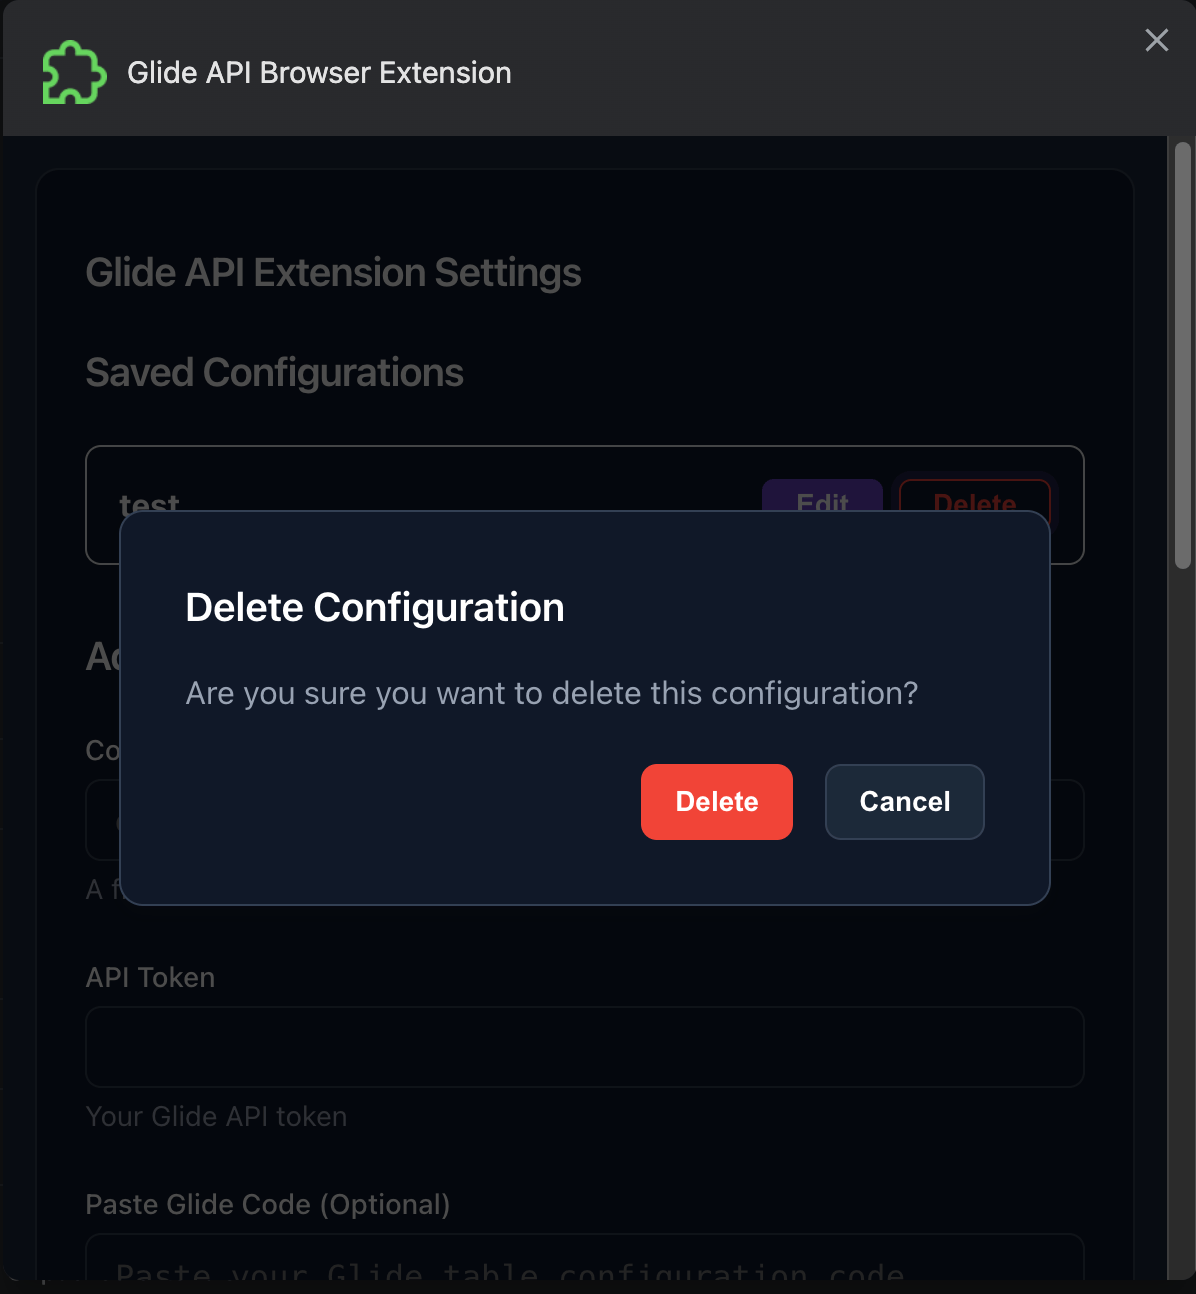 Glide API Browser Extension
Glide API Extension Settings
Saved Configurations
test
Edit
Delete
Delete Configuration
Are you sure you want to delete this configuration?
Delete
Cancel
API Token
Your Glide API token
Paste Glide Code (Optional)
Paste your Glide table configuration code